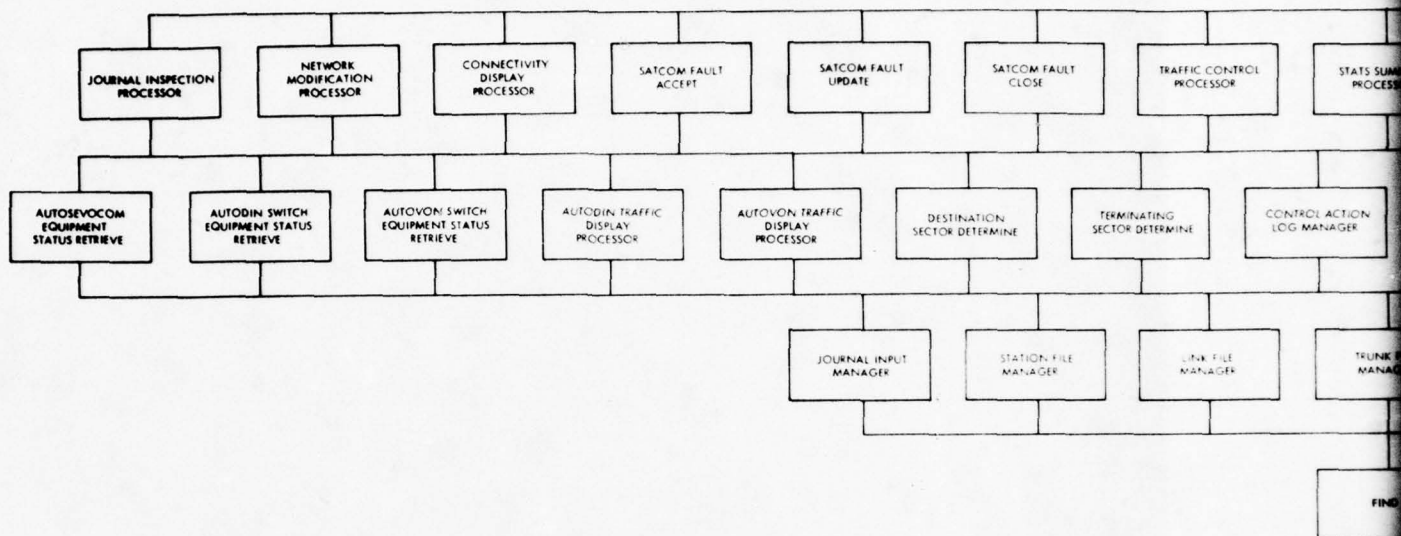 JOURNAL INSPECTION
PROCESSOR
NETWORK
MODIFICATION
PROCESSOR
CONNECTIVITY
DISPLAY
PROCESSOR
SATCOM FAULT
ACCEPT
SATCOM FAULT
UPDATE
SATCOM FAULT
CLOSE
TRAFFIC CONTROL
PROCESSOR
STATS
AUTOSEVOCOM
EQUIPMENT
STATUS RETRIEVE
AUTODIN SWITCH
EQUIPMENT STATUS
RETRIEVE
AUTOVON SWITCH
EQUIPMENT STATUS
RETRIEVE
AUTODIN TRAFFIC
DISPLAY
PROCESSOR
AUTOVON TRAFFIC
DISPLAY
PROCESSOR
DESTINATION
SECTOR DETERMINE
TERMINATING
SECTOR DETERMINE
CONTROL ACTION
LOG MANAGER
JOURNAL INPUT
MANAGER
STATION FILE
MANAGER
LINK FILE
MANAGER
TRUNK
FIND